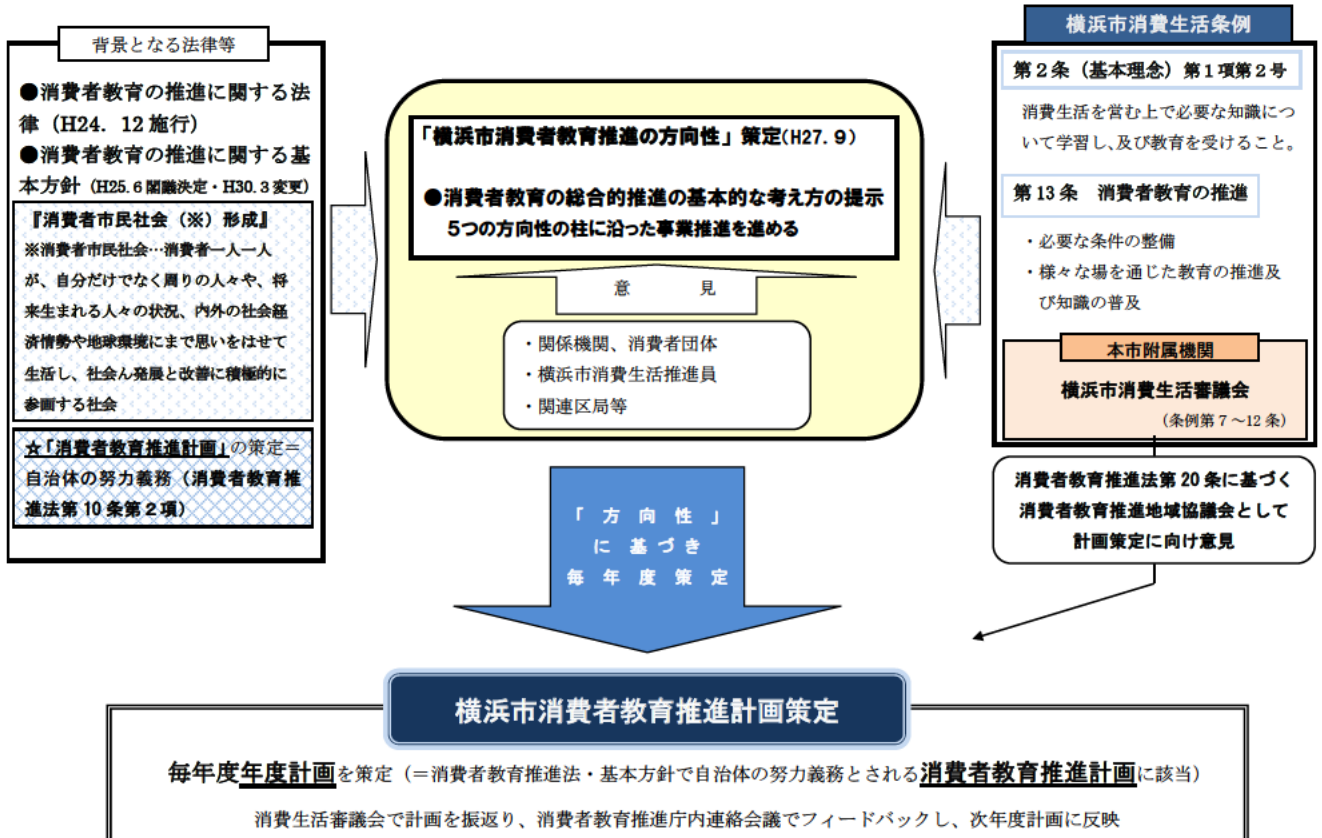 背景となる法律等
●消費者教育の推進に関する法
律（H24．12施行）
●消費者教育の推進に関する基
本方針（H25.6閣議決定・H30.3変更）
『消費者市民社会（※）形成』
※消費者市民社会…消費者一人一人
が、自分だけでなく周りの人々や、将
来生まれる人々の状況、内外の社会経
済情勢や地球環境にまで思いをはせて
生活し、社会ん発展と改善に積極的に
参画する社会
☆「消費者教育推進計画」の策定＝
自治体の努力義務（消費者教育推
進法第10条第２項）
「横浜市消費者教育推進の方向性」策定（H27.9）
●消費者教育の総合的推進の基本的な考え方の提示
５つの方向性の柱に沿った事業推進を進める
意　見
・関係機関、消費者団体
・横浜市消費生活推進員
・関連区局等
横浜市消費生活条例
第２条（基本理念）第１項第２号
消費生活を営む上で必要な知識につ
いて学習し、及び教育を受けること。
第13条　消費者教育の推進
・必要な条件の整備
・様々な場を通じた教育の推進及
び知識の普及
本市附属機関
横浜市消費生活審議会
（条例第７～12条）
消費者教育推進法第20条に基づく
消費者教育推進地域協議会として
計画策定に向け意見
「方向性」
に基づき
毎年度策定
横浜市消費者教育推進計画策定
毎年度年度計画を策定（＝消費者教育推進法・基本方針で自治体の努力義務とされる消費者教育推進計画に該当）
消費生活審議会で計画を振返り、消費者教育推進庁内連絡会議でフィードバックし、次年度計画に反映